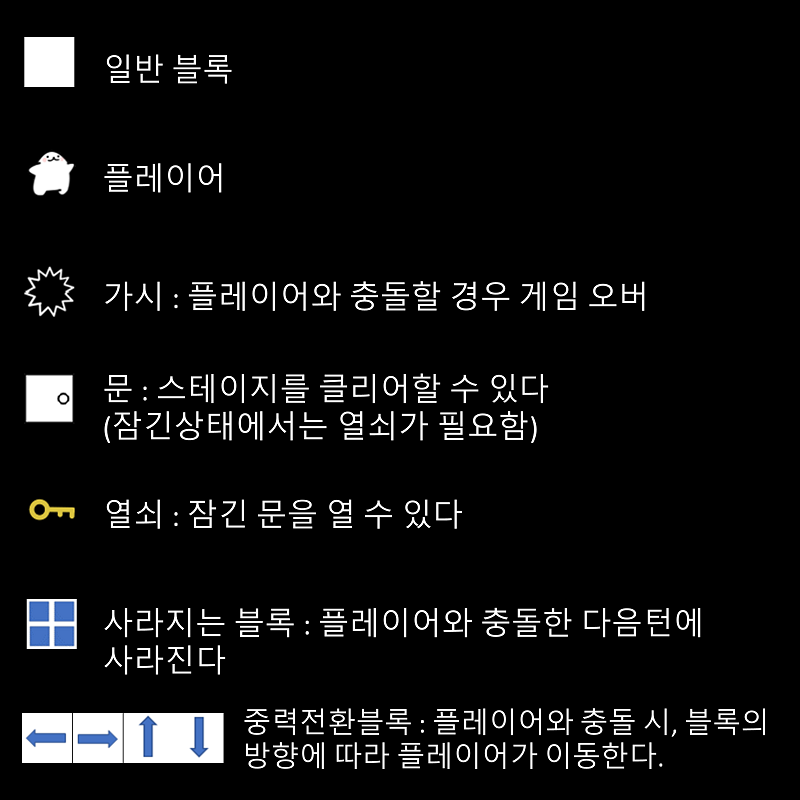 일반 블록
플레이어
가시 : 플레이어와 충돌할 경우 게임 오버
문 : 스테이지를 클리어할 수 있다
(잠긴상태에서는 열쇠가 필요함)
열쇠 : 잠긴 문을 열 수 있다
사라지는 블록 : 플레이어와 충돌한 다음턴에
사라진다
중력전환블록 : 플레이어와 충돌 시, 블록의
방향에 따라 플레이어가 이동한다.